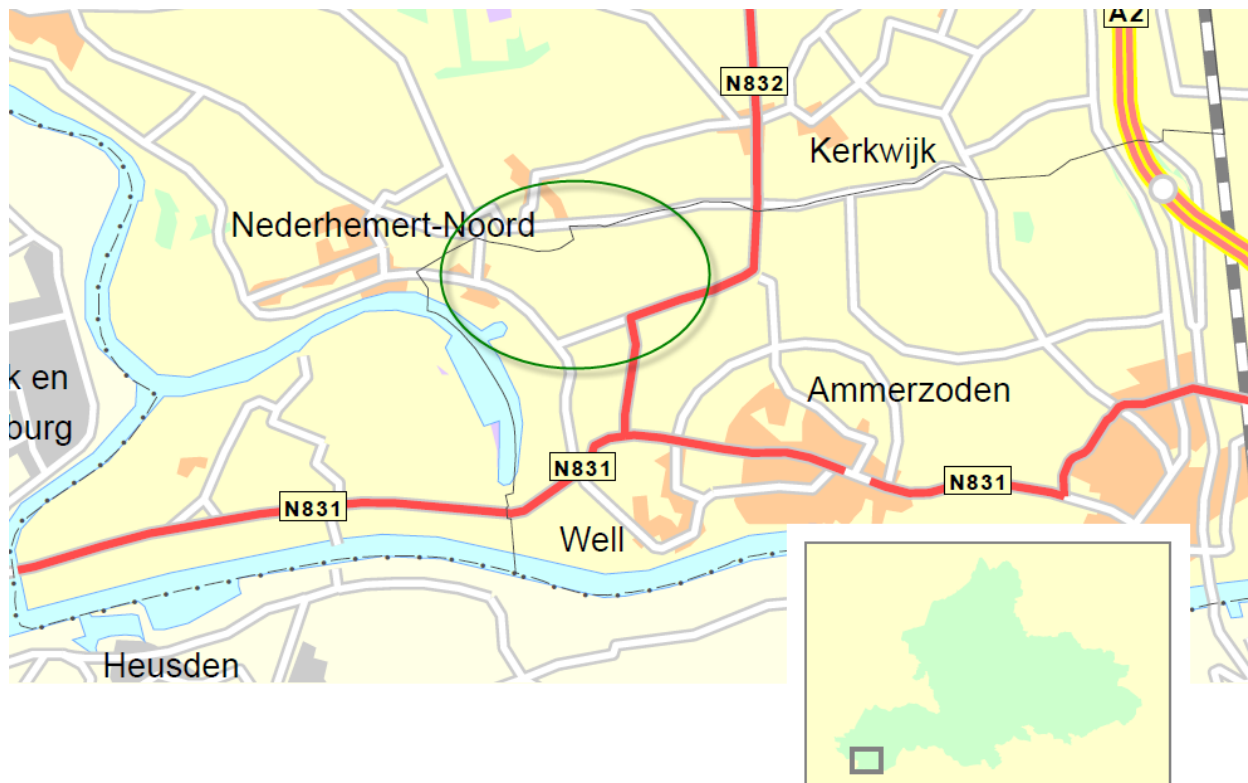 A2
N832
Kerkwijk
Nederhemert-Noord
k en
burg
Ammerzoden
N831
N831
N831
Well
Heusden